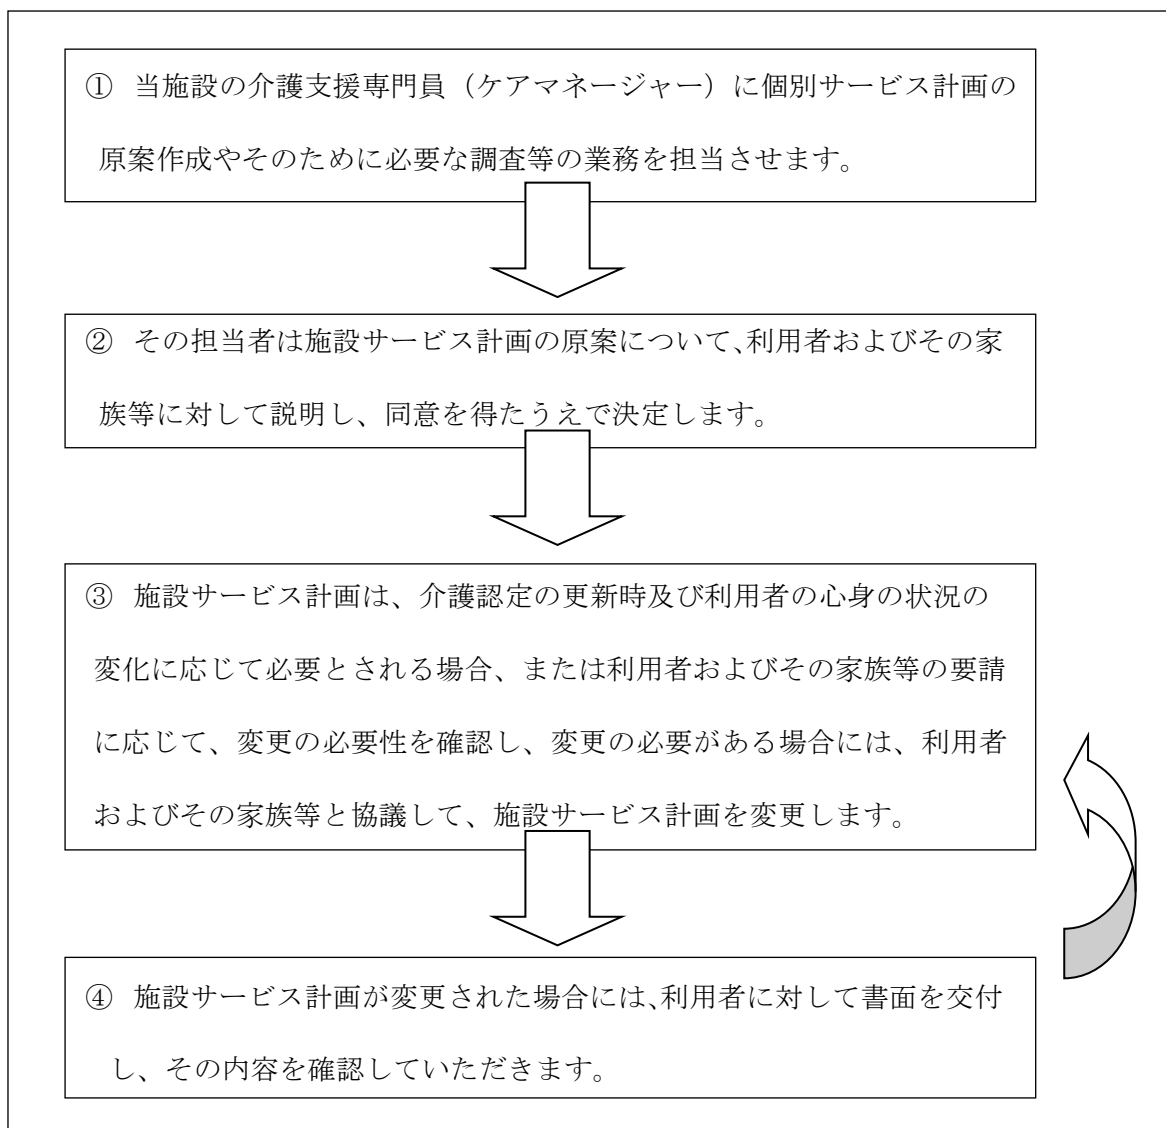 ① 当施設の介護支援専門員(ケアマネージャー)に個別サービス計画の
原案作成やそのために必要な調査等の業務を担当させます。
② その担当者は施設サービス計画の原案について、利用者およびその家
族等に対して説明し、同意を得たうえで決定します。
③ 施設サービス計画は、介護認定の更新時及び利用者の心身の状況の
変化に応じて必要とされる場合、または利用者およびその家族等の要請
に応じて、変更の必要性を確認し、変更の必要がある場合には、利用者
およびその家族等と協議して、施設サービス計画を変更します。
④ 施設サービス計画が変更された場合には、利用者に対して書面を交付
し、その内容を確認していただきます。